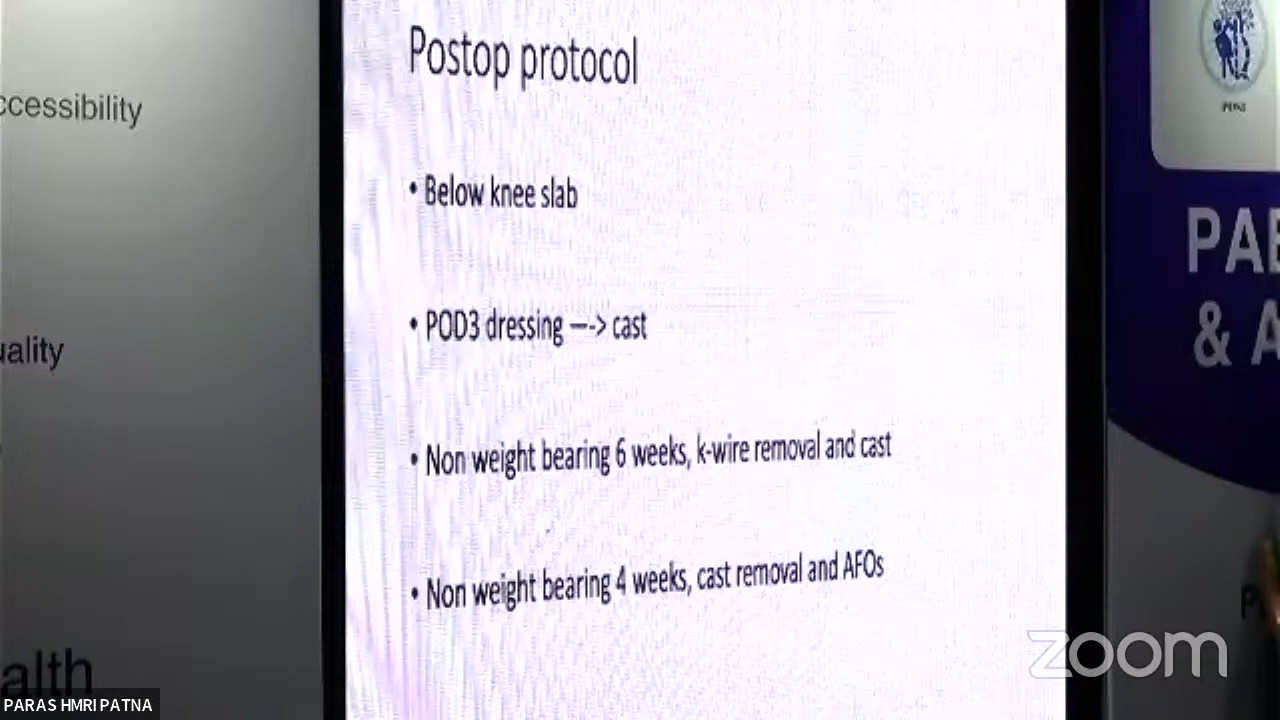 ccessibility
uality
alth
Postop protocol
• Below knee slab
• POD3 dressing —-> cast
• Non weight bearing 6 weeks, k-wire removal and cast
• Non weight bearing 4 weeks, cast removal and AFOs
PAE
& A
P
zoom
PARAS HMRI PATNA